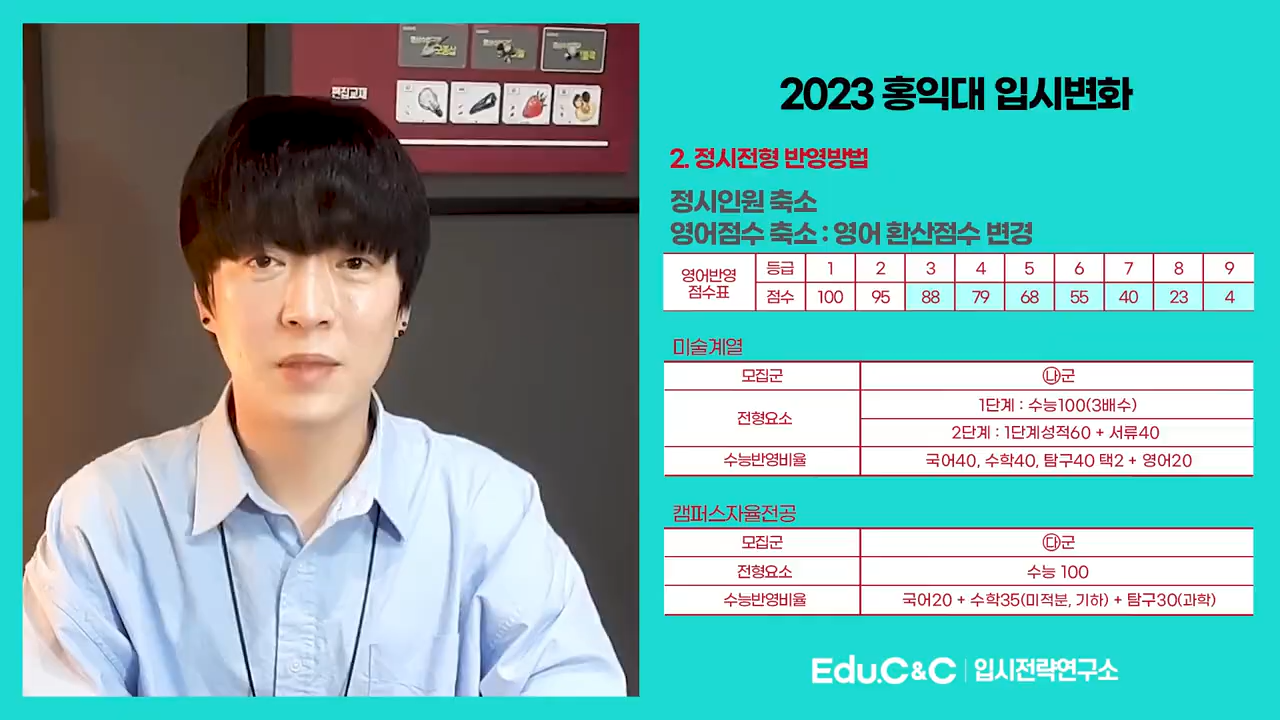 편집교재
2023 홍익대 입시변화
2. 정시전형 반영방법
정시인원 축소
영어점수 축소 : 영어 환산점수 변경
영어반영 점수표 등급 1 2 3 4 5 6 7 8 9
점수 100 95 88 79 68 55 40 23 4
미술계열
모집군 ㉯군
전형요소 1단계 : 수능100(3배수)
2단계 : 1단계성적60 + 서류40
수능반영비율 국어40, 수학40, 탐구40 택2 + 영어20
캠퍼스자율전공
모집군 ㉰군
전형요소 수능 100
수능반영비율 국어20 + 수학35(미적분, 기하) + 탐구30(과학)
Edu.C&C | 입시전략연구소